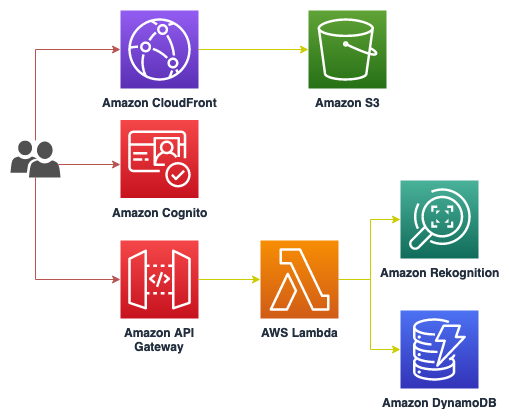 Amazon CloudFront
Amazon S3
Amazon Cognito
Amazon Rekognition
</>
Amazon API
Gateway
AWS Lambda
Amazon DynamoDB